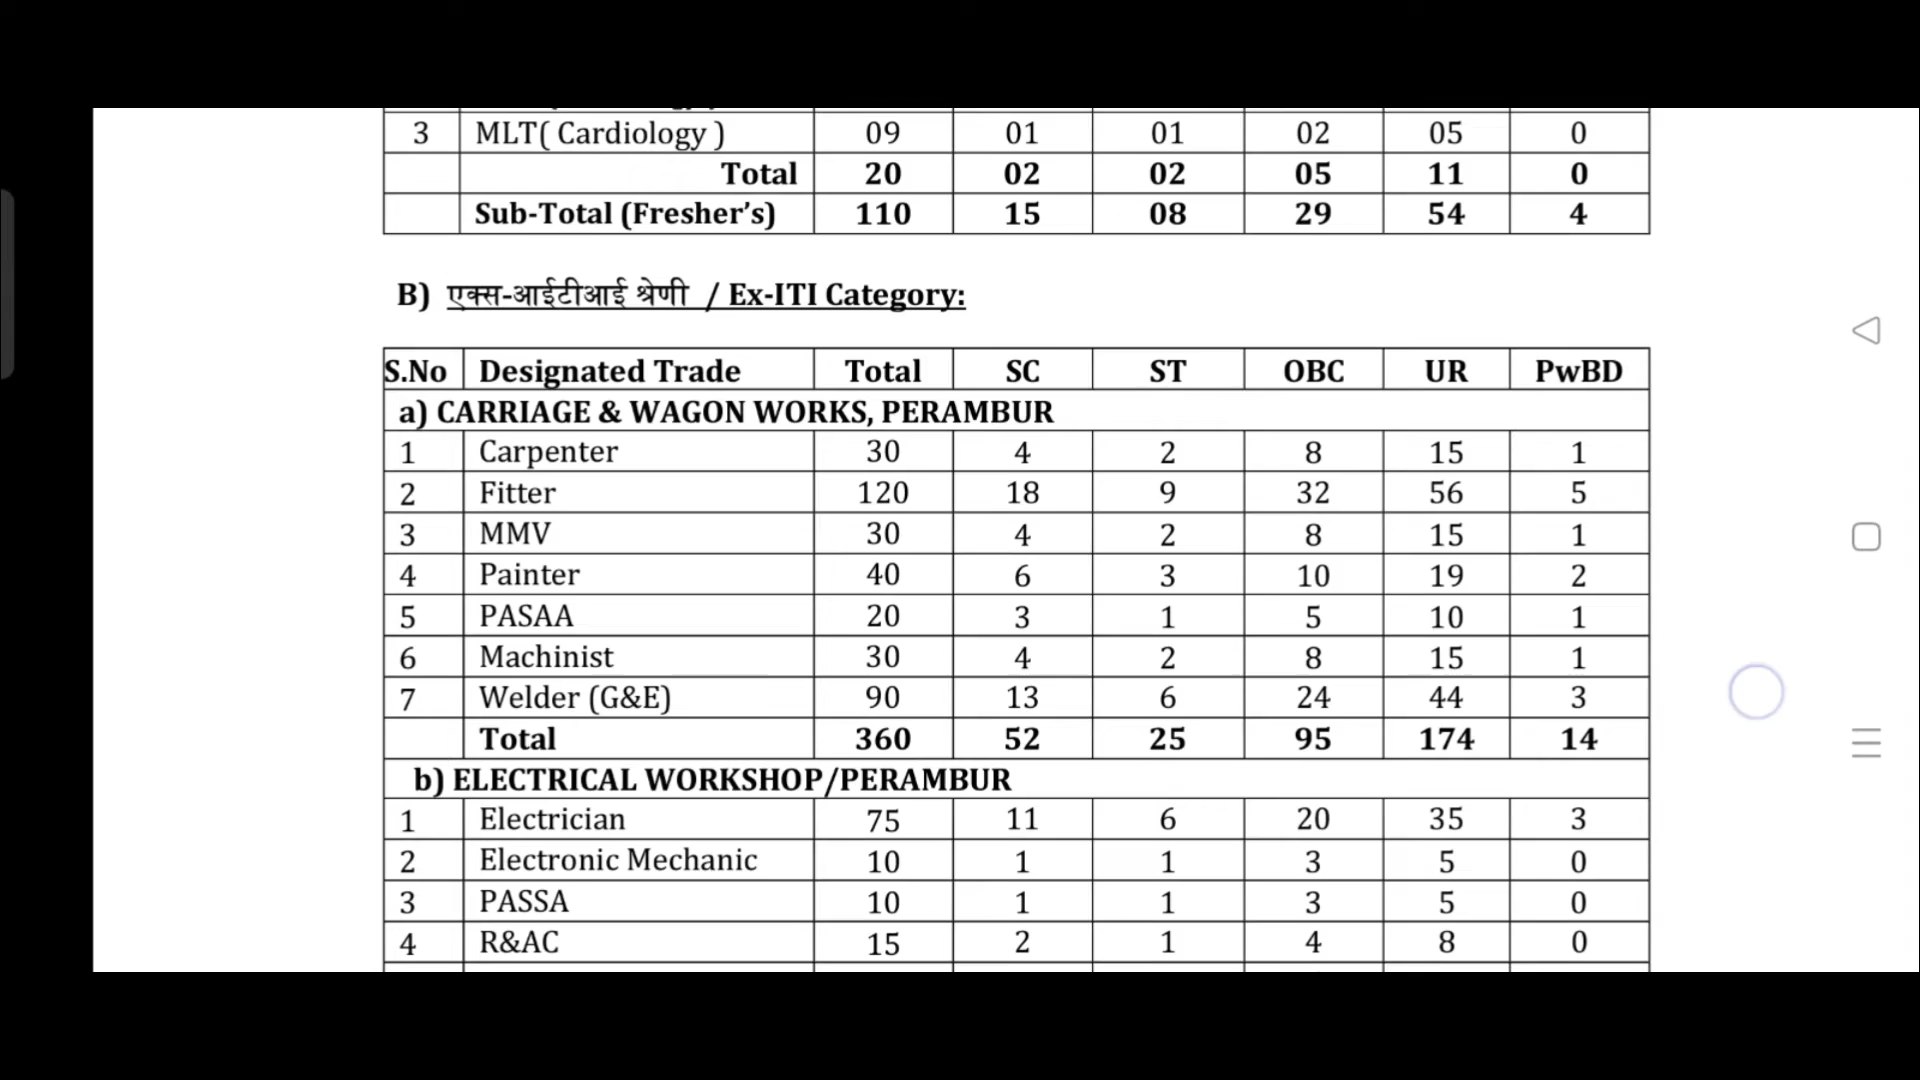 3 MLT( Cardiology ) 09 01 01 02 05 0
Total 20 02 02 05 11 0
Sub-Total (Fresher’s) 110 15 08 29 54 4
B) एक्स-आईटीआई श्रेणी / Ex-ITI Category:
S.No Designated Trade Total SC ST OBC UR PwBD
a) CARRIAGE & WAGON WORKS, PERAMBUR
1 Carpenter 30 4 2 8 15 1
2 Fitter 120 18 9 32 56 5
3 MMV 30 4 2 8 15 1
4 Painter 40 6 3 10 19 2
5 PASAA 20 3 1 5 10 1
6 Machinist 30 4 2 8 15 1
7 Welder (G&E) 90 13 6 24 44 3
Total 360 52 25 95 174 14
b) ELECTRICAL WORKSHOP/PERAMBUR
1 Electrician 75 11 6 20 35 3
2 Electronic Mechanic 10 1 1 3 5 0
3 PASSA 10 1 1 3 5 0
4 R&AC 15 2 1 4 8 0